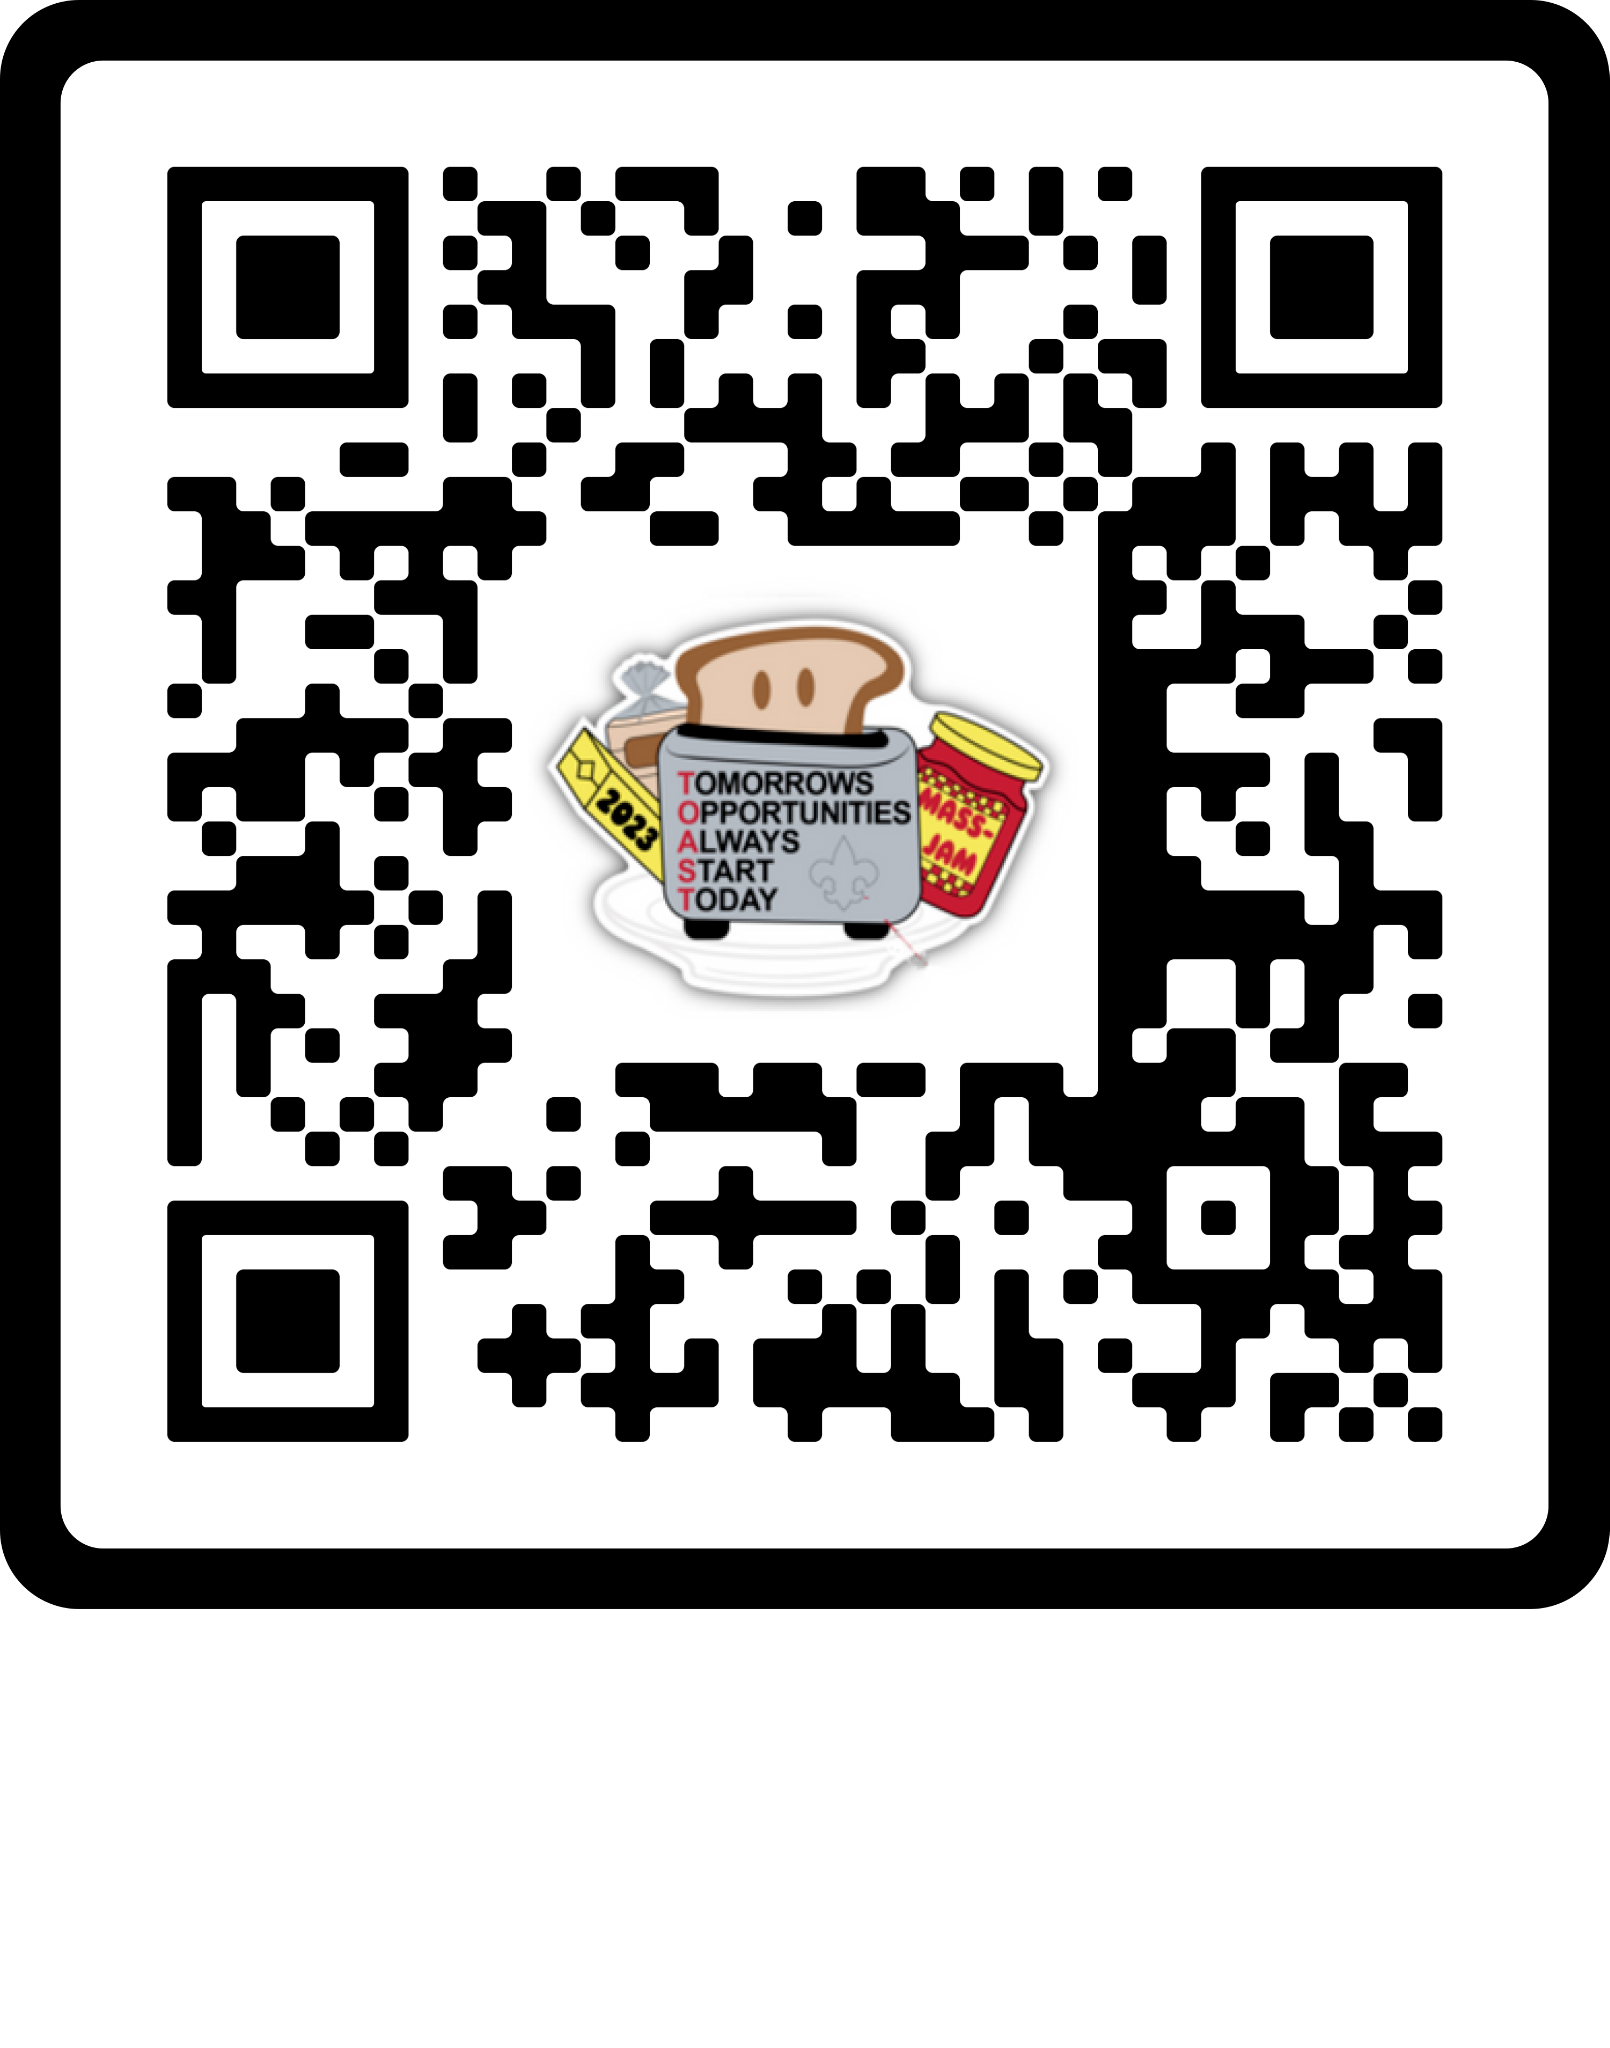 TOMORROWS
OPPORTUNITIES
ALWAYS
START
TODAY
2023
MASS-
JAM